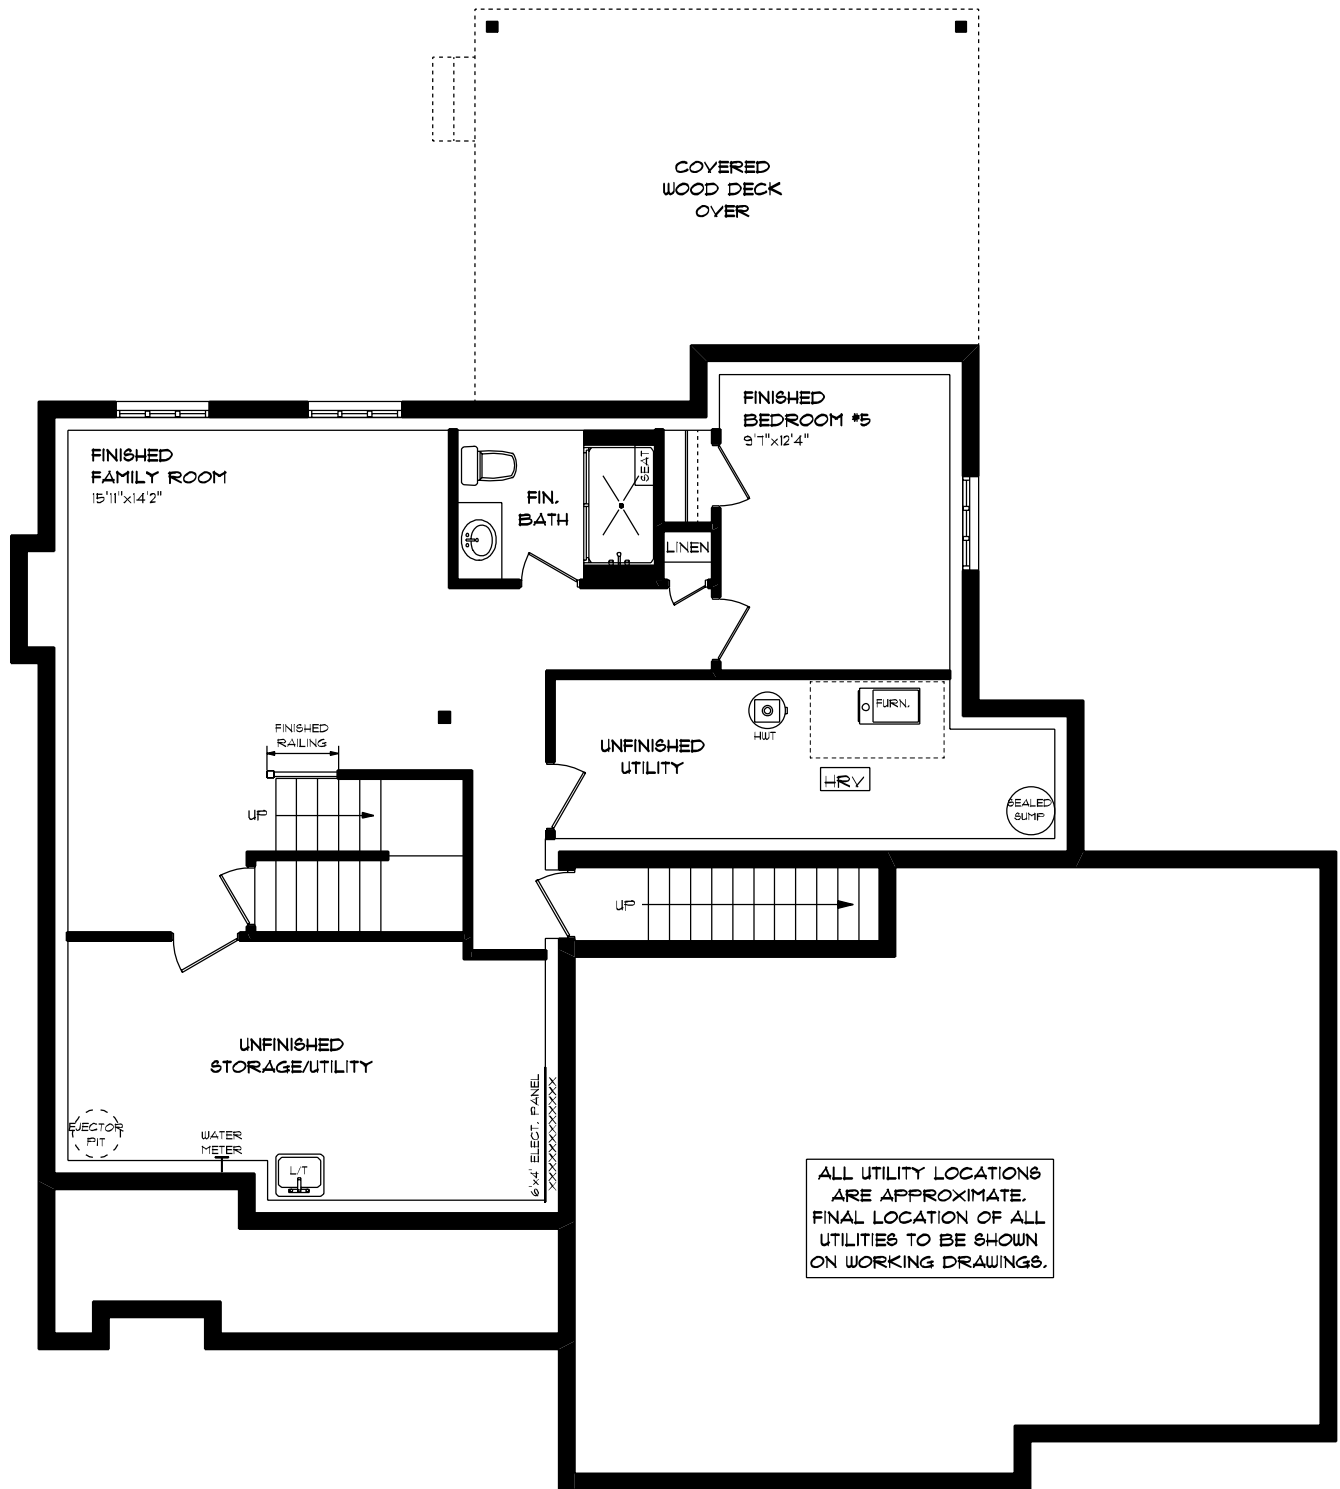 COVERED
WOOD DECK
OVER
FINISHED
BEDROOM #5
9'7"x12'4"
FINISHED
FAMILY ROOM
15'11"x14'2"
SEAT
FIN.
BATH
LINEN
FURN.
HWT
UNFINISHED
UTILITY
HRV
FINISHED
RAILING
SEALED
SUMP
UP
UP
UNFINISHED
STORAGE/UTILITY
6'x4' ELECT. PANEL
EJECTOR
PIT
WATER
METER
L/T
ALL UTILITY LOCATIONS
ARE APPROXIMATE.
FINAL LOCATION OF ALL
UTILITIES TO BE SHOWN
ON WORKING DRAWINGS.